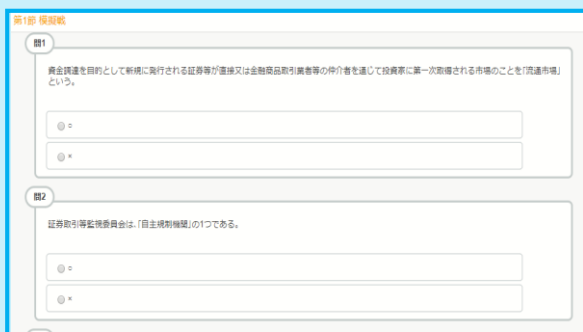 第1節 模擬戦
問1
資金調達を目的として新規に発行される証券等が直接又は金融商品取引業者等の仲介者を通じて投資家に第一次取得される市場のことを「流通市場」
という。
○
×
問2
証券取引等監視委員会は、「自主規制機関」の1つである。
○
×